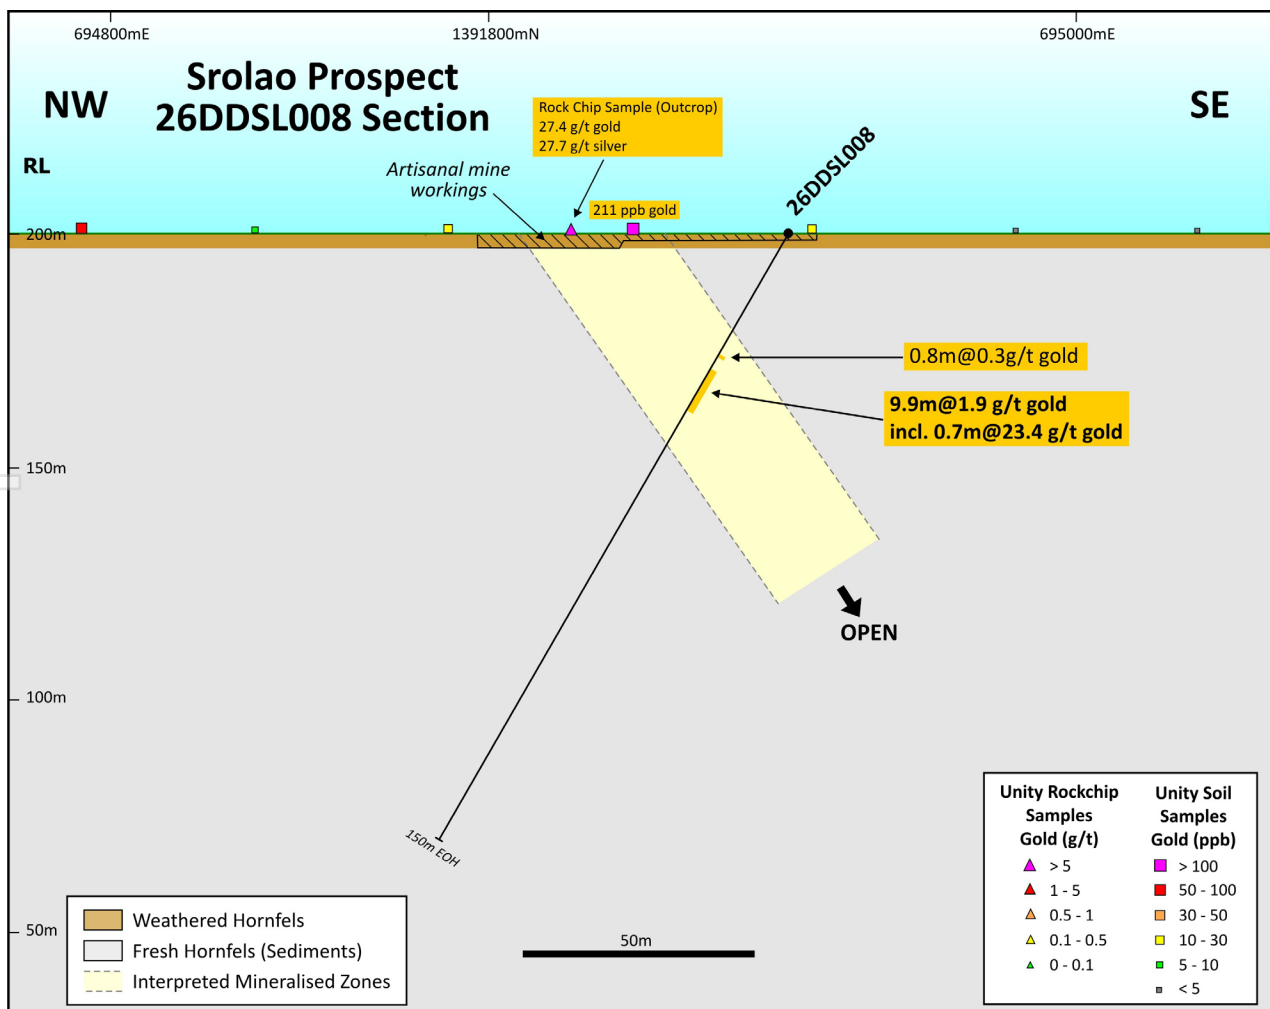 694800mE
1391800mN
695000mE
Srolao Prospect
26DDSL008 Section
NW
SE
RL
Rock Chip Sample (Outcrop)
27.4 g/t gold
27.7 g/t silver
Artisanal mine
workings
211 ppb gold
26DDSL008
200m
0.8m@0.3g/t gold
9.9m@1.9 g/t gold
incl. 0.7m@23.4 g/t gold
150m
OPEN
100m
150m EOH
50m
50m
Weathered Hornfels
Fresh Hornfels (Sediments)
Interpreted Mineralised Zones
Unity Rockchip
Samples
Gold (g/t)
> 5
1 - 5
0.5 - 1
0.1 - 0.5
0 - 0.1
Unity Soil
Samples
Gold (ppb)
> 100
50 - 100
30 - 50
10 - 30
5 - 10
< 5